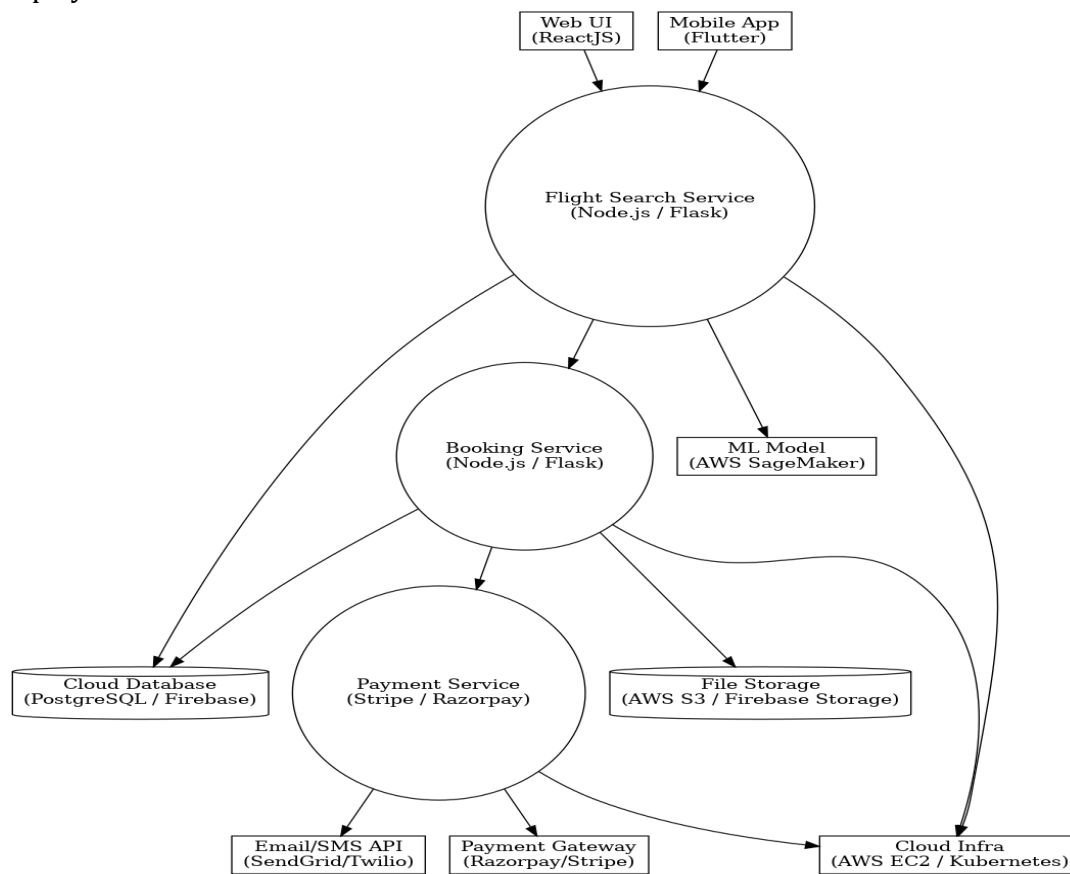 Web UI
(ReactJS)
Mobile App
(Flutter)
Flight Search Service
(Node.js / Flask)
Booking Service
(Node.js / Flask)
ML Model
(AWS SageMaker)
Cloud Database
(PostgreSQL / Firebase)
Payment Service
(Stripe / Razorpay)
File Storage
(AWS S3 / Firebase Storage)
Email/SMS API
(SendGrid/Twilio)
Payment Gateway
(Razorpay/Stripe)
Cloud Infra
(AWS EC2 / Kubernetes)